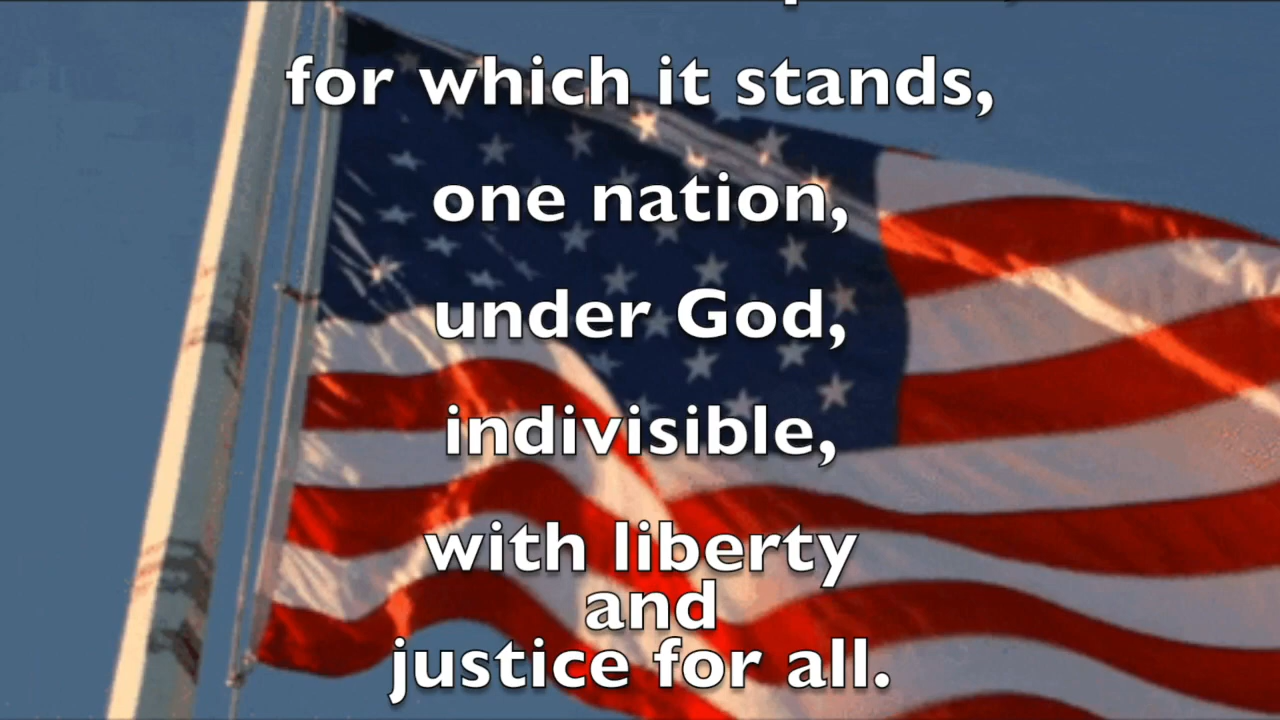 for which it stands,
one nation,
under God,
indivisible,
with liberty
and
justice for all.